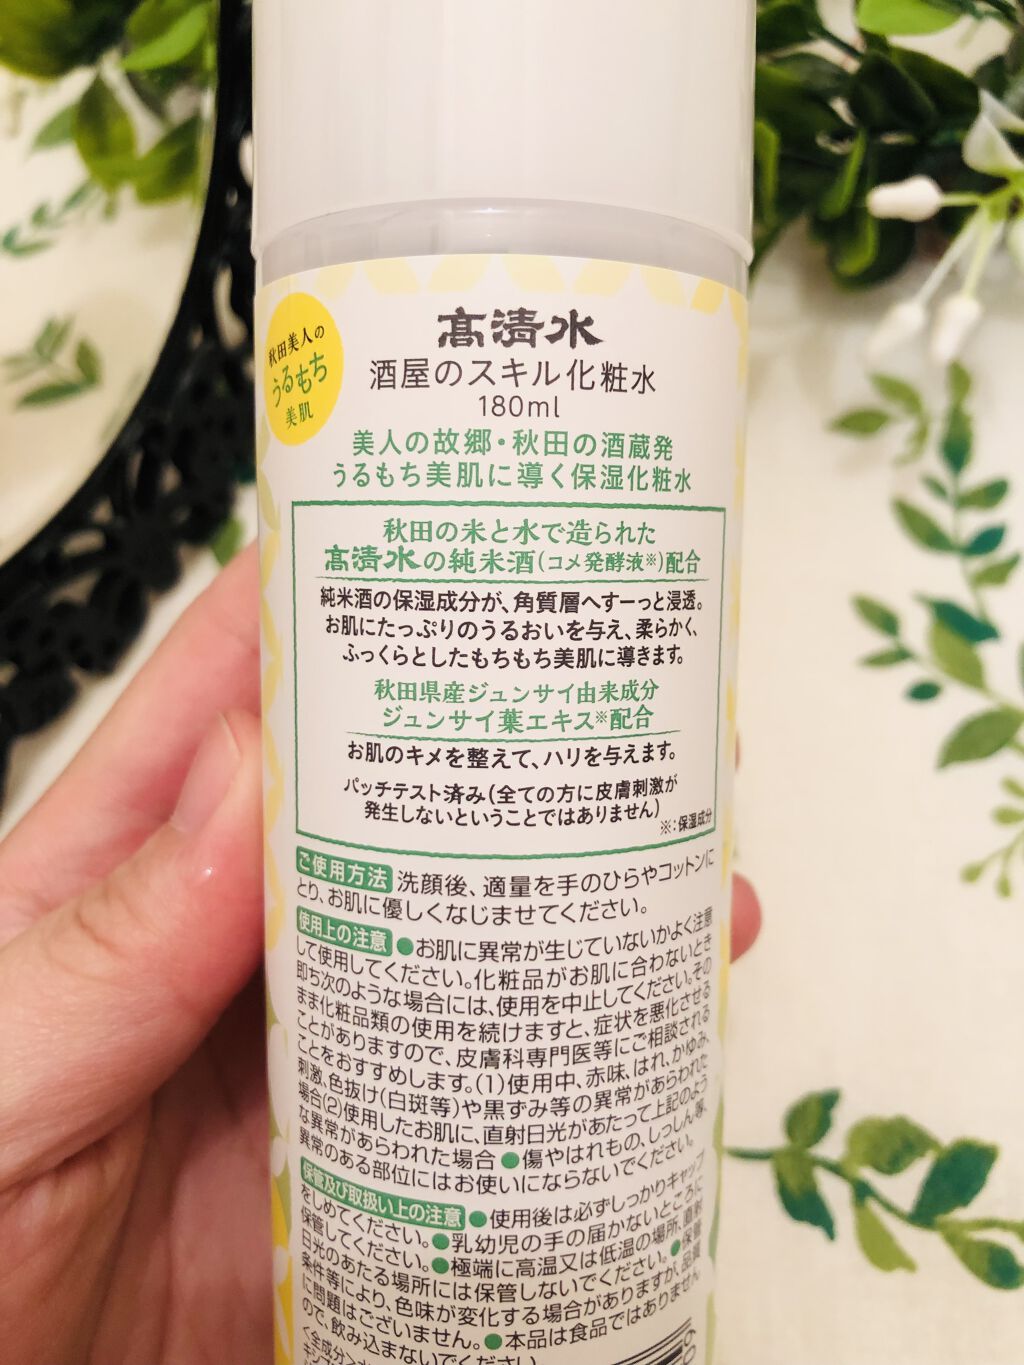 秋田美人の
うるもち
美肌
髙清水
酒屋のスキル化粧水
180ml
美人の故郷・秋田の酒蔵発
うるもち美肌に導く保湿化粧水
秋田の米と水で造られた
髙清水の純米酒(コメ発酵液※)配合
純米酒の保湿成分が、角質層へすーっと浸透。
お肌にたっぷりのうるおいを与え、柔らかく、
ふっくらとしたもちもち美肌に導きます。
秋田県産ジュンサイ由来成分
ジュンサイ葉エキス※配合
お肌のキメを整えて、ハリを与えます。
パッチテスト済み(全ての方に皮膚刺激が
発生しないということではありません)
※:保湿成分
ご使用方法 洗顔後、適量を手のひらやコットンに
とり、お肌に優しくなじませてください。
使用上の注意 ●お肌に異常が生じていないかよく注意
して使用してください。化粧品がお肌に合わないとき
即ち次のような場合には、使用を中止してください。その
まま化粧品類の使用を続けますと、症状を悪化させる
ことがありますので、皮膚科専門医等にご相談される
ことをおすすめします。(1)使用中、赤味、はれ、かゆみ、
刺激、色抜け(白斑等)や黒ずみ等の異常があらわれた
場合(2)使用したお肌に、直射日光があたって上記のよう
な異常があらわれた場合 ●傷やはれもの、しっしん等、
異常のある部位にはお使いにならないでください。
保管及び取扱い上の注意 ●使用後は必ずしっかりキャップ
をしめてください。●乳幼児の手の届かないところに
保管してください。●極端に高温又は低温の場所、直射
日光のあたる場所には保管しないでください。●保管
条件等により、色味が変化する場合がありますが、品質
に問題はございません。●本品は食品ではありません
ので、飲み込まないでください。
<全成分>